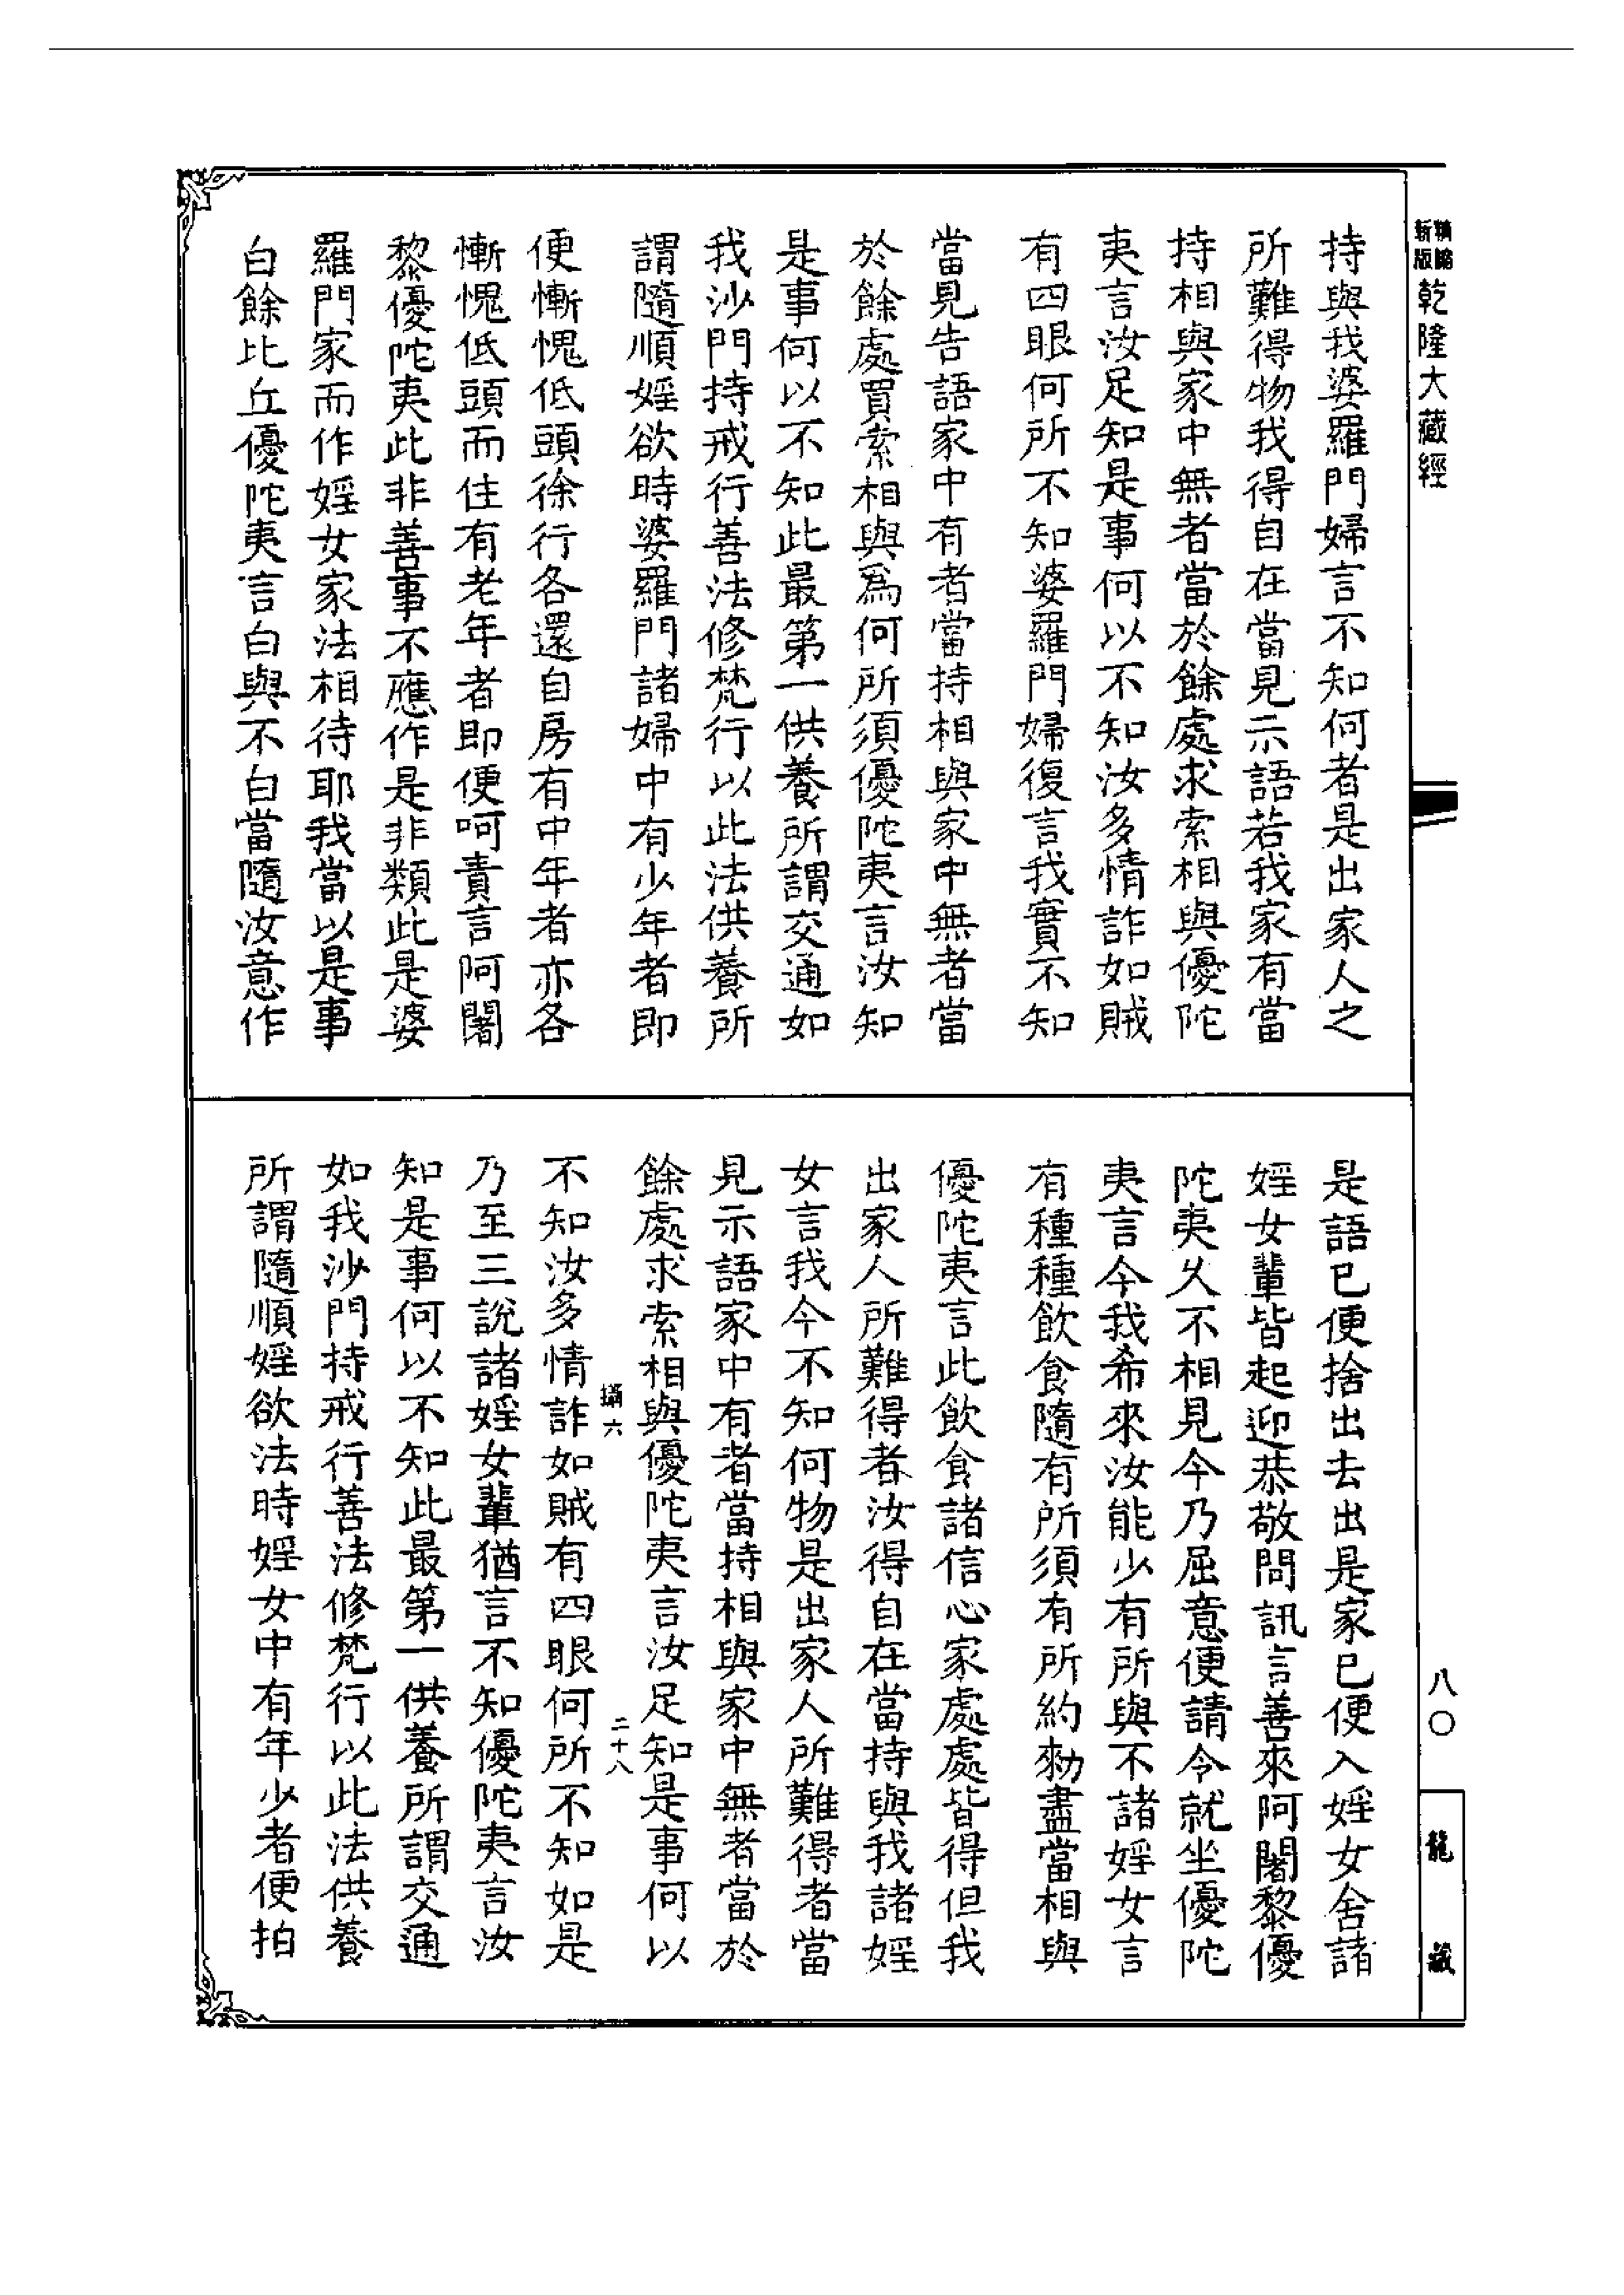 新版
乾隆大藏經
持與我婆羅門婦言不知何者是出家人之
所難得物我得自在當見示語若我家有當
持相與家中無者當於餘處求索相與優陀
夷言汝足知是事何以不知汝多情詐如賊
有四眼何所不知婆羅門婦復言我實不知
當見告語家中有者當持相與家中無者當
於餘處買索相與爲何所須優陀夷言汝知
是事何以不知此最第一供養所謂交通如
我沙門持戒行善法修梵行以此法供養所
謂隨順婬欲時婆羅門諸婦中有少年者即
便慚愧低頭徐行各還自房有中年者亦各
慚愧低頭而住有老年者即便呵責言阿闍
黎優陀夷此非善事不應作是非類此是婆
羅門家而作婬女家法相待耶我當以是事
白餘比丘優陀夷言白與不白當隨汝意作
是語已便捨出去出是家已便入婬女舍諸
婬女輩皆起迎恭敬問訊言善來阿闍黎優
陀夷久不相見今乃屈意便請令就坐優陀
夷言今我希來汝能少有所與不諸婬女言
有種種飲食隨有所須有所約勑盡當相與
優陀夷言此飲食諸信心家處處皆得但我
出家人所難得者汝得自在當持與我諸婬
女言我今不知何物是出家人所難得者當
見示語家中有者當持相與家中無者當於
餘處求索相與優陀夷言汝足知是事何以
攝六
二十八
不知汝多情詐如賊有四眼何所不知如是
乃至三說諸婬女輩猶言不知優陀夷言汝
知是事何以不知此最第一供養所謂交通
如我沙門持戒行善法修梵行以此法供養
所謂隨順婬欲法時婬女中有年少者便拍
八〇
龍藏